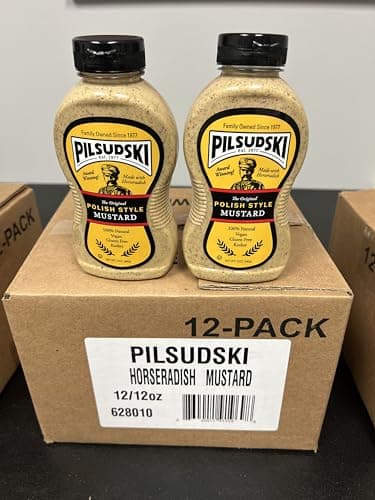 Family Owned Since 1877
PILSUDSKI
EST. 1877
Award Winning!
Made with Horseradish
The Original
POLISH STYLE
MUSTARD
100% Natural
Vegan
Gluten-Free
Kosher
Family Owned Since 1877
PILSUDSKI
EST. 1877
Award Winning!
Made with Horseradish
The Original
POLISH STYLE
MUSTARD
100% Natural
Vegan
Gluten-Free
Kosher
2-PACK
12-PACK
PILSUDSKI
HORSERADISH MUSTARD
12/12oz
628010